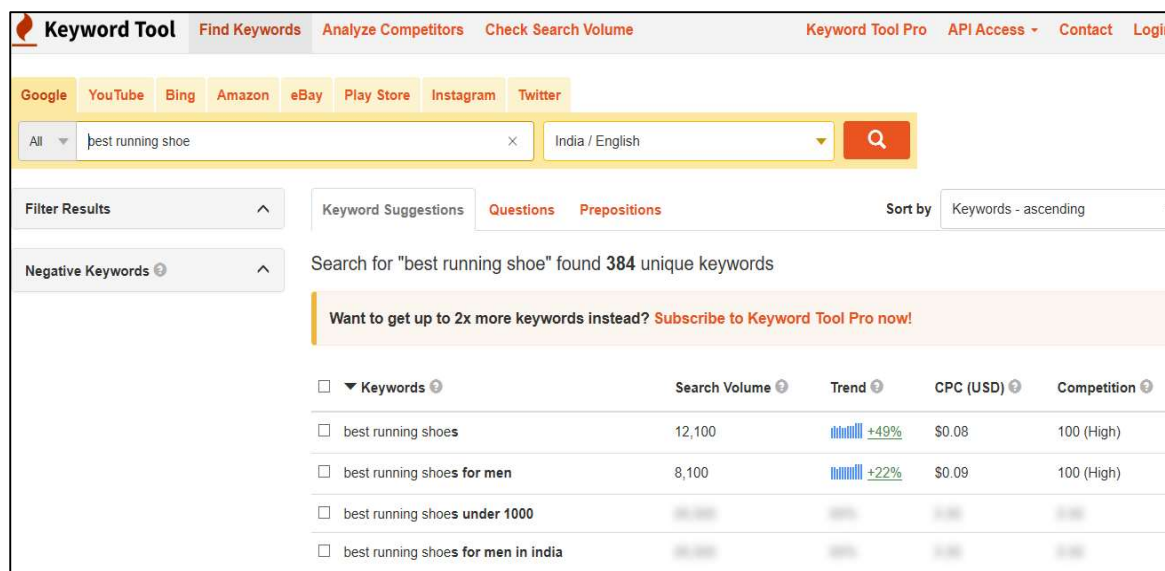 Keyword Tool Find Keywords Analyze Competitors Check Search Volume Keyword Tool Pro API Access Contact Login
Google YouTube Bing Amazon eBay Play Store Instagram Twitter
All best running shoe × India / English
Filter Results Keyword Suggestions Questions Prepositions Sort by Keywords - ascending
Negative Keywords ?
Search for "best running shoe" found 384 unique keywords
Want to get up to 2x more keywords instead? Subscribe to Keyword Tool Pro now!
Keywords ? Search Volume ? Trend ? CPC (USD) ? Competition ?
best running shoes 12,100 +49% $0.08 100 (High)
best running shoes for men 8,100 +22% $0.09 100 (High)
best running shoes under 1000
best running shoes for men in india